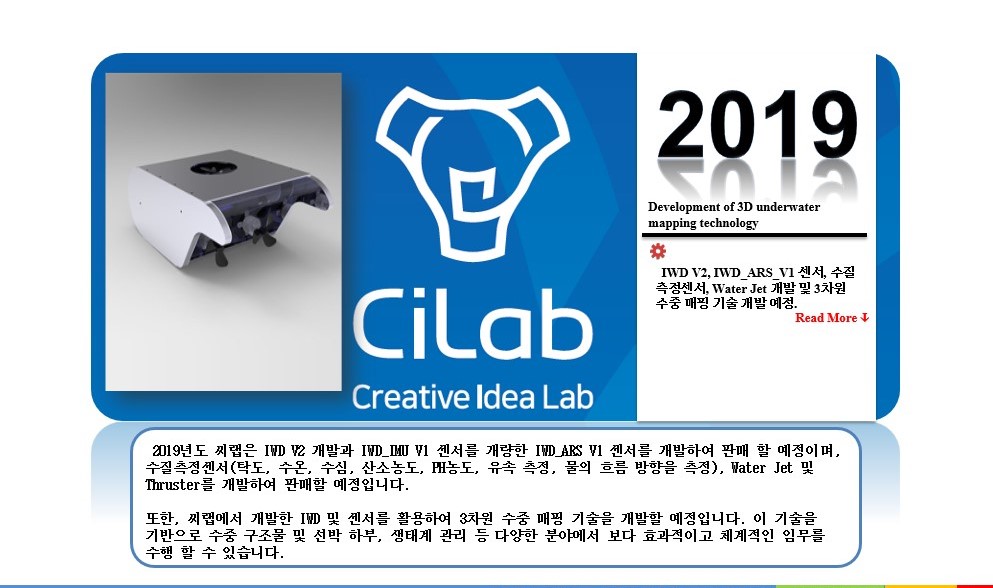 CiLab
Creative Idea Lab
2019
Development of 3D underwater
mapping technology
IWD V2, IWD_ARS_V1 센서, 수질
측정센서, Water Jet 개발 및 3차원
수중 매핑 기술 개발 예정.
Read More ↓
2019년도 씨랩은 IWD V2 개발과 IWD_IMU V1 센서를 개량한 IWD_ARS V1 센서를 개발하여 판매 할 예정이며,
수질측정센서(탁도, 수온, 수심, 산소농도, PH농도, 유속 측정, 물의 흐름 방향을 측정), Water Jet 및
Thruster를 개발하여 판매할 예정입니다.
또한, 씨랩에서 개발한 IWD 및 센서를 활용하여 3차원 수중 매핑 기술을 개발할 예정입니다. 이 기술을
기반으로 수중 구조물 및 선박 하부, 생태계 관리 등 다양한 분야에서 보다 효과적이고 체계적인 임무를
수행 할 수 있습니다.